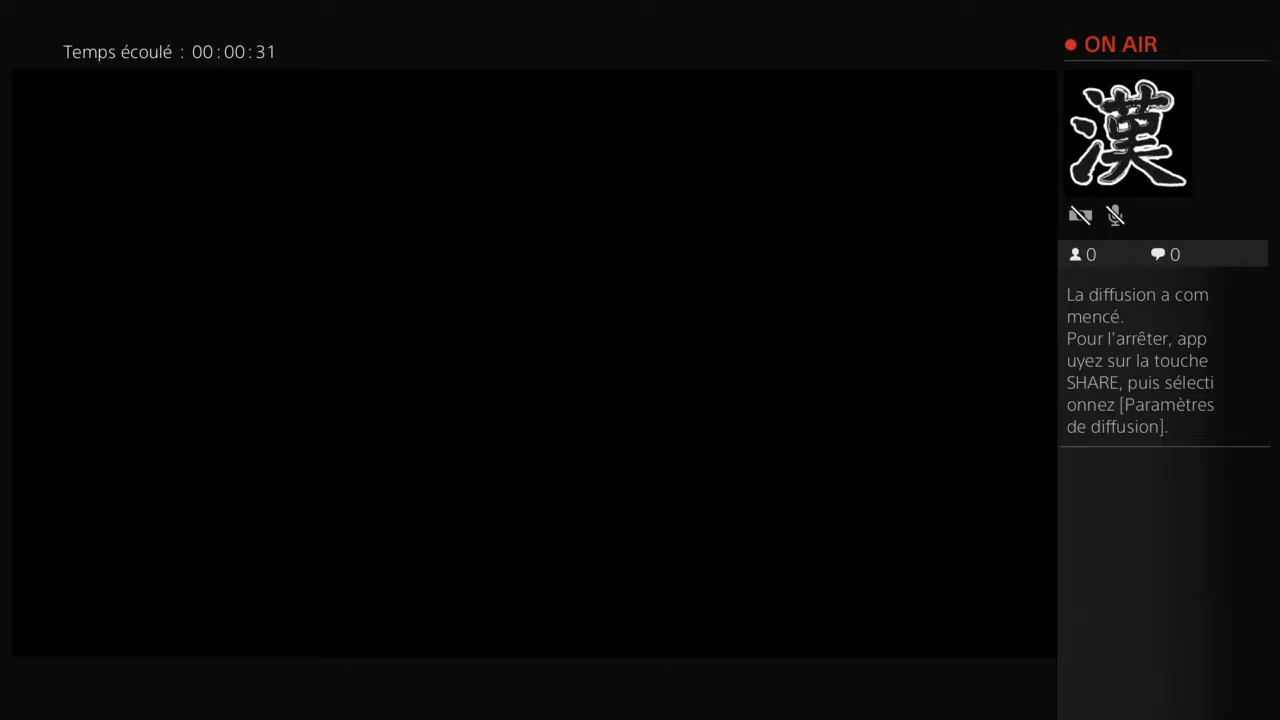 Temps écoulé : 00:00:31
ON AIR
漢
0 0
La diffusion a com
mencé.
Pour l'arrêter, app
uyez sur la touche
SHARE, puis sélecti
onnez [Paramètres
de diffusion].